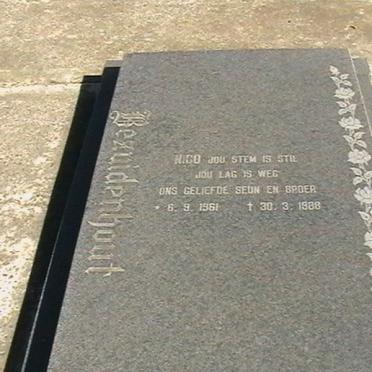 Bezuidenhout
NICO JOU STEM IS STIL
JOU LAG IS WEG
ONS GELIEFDE SEUN EN BROER
* 6. 9. 1961 † 30. 3. 1988